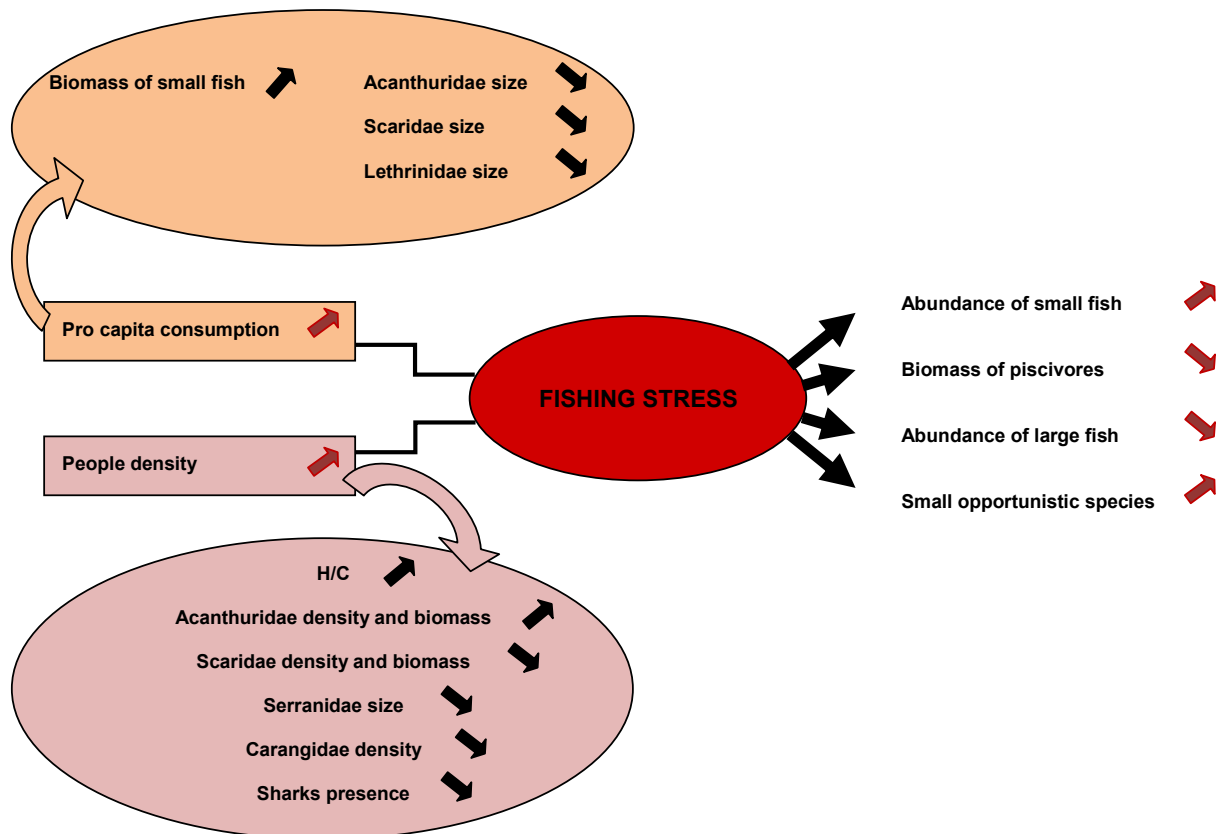 Biomass of small fish
Acanthuridae size
Scaridae size
Lethrinidae size
Pro capita consumption
People density
FISHING STRESS
Abundance of small fish
Biomass of piscivores
Abundance of large fish
Small opportunistic species
H/C
Acanthuridae density and biomass
Scaridae density and biomass
Serranidae size
Carangidae density
Sharks presence